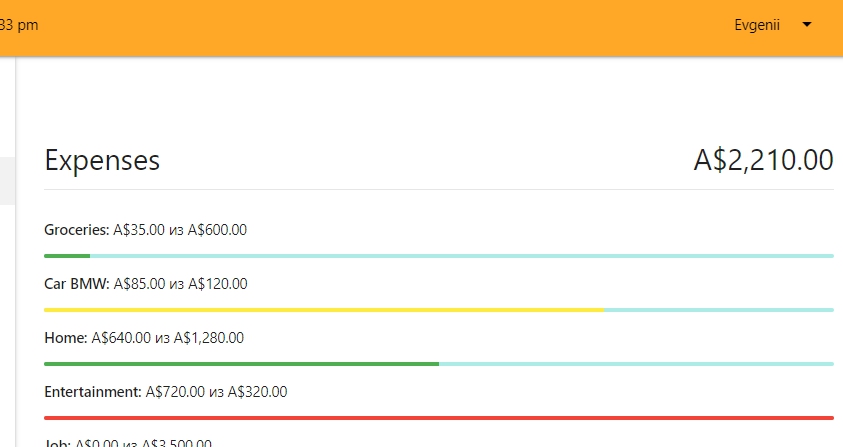 33 pm Evgenii
Expenses A$2,210.00
Groceries: A$35.00 из A$600.00
Car BMW: A$85.00 из A$120.00
Home: A$640.00 из A$1,280.00
Entertainment: A$720.00 из A$320.00
Job: A$0.00 из A$3,500.00